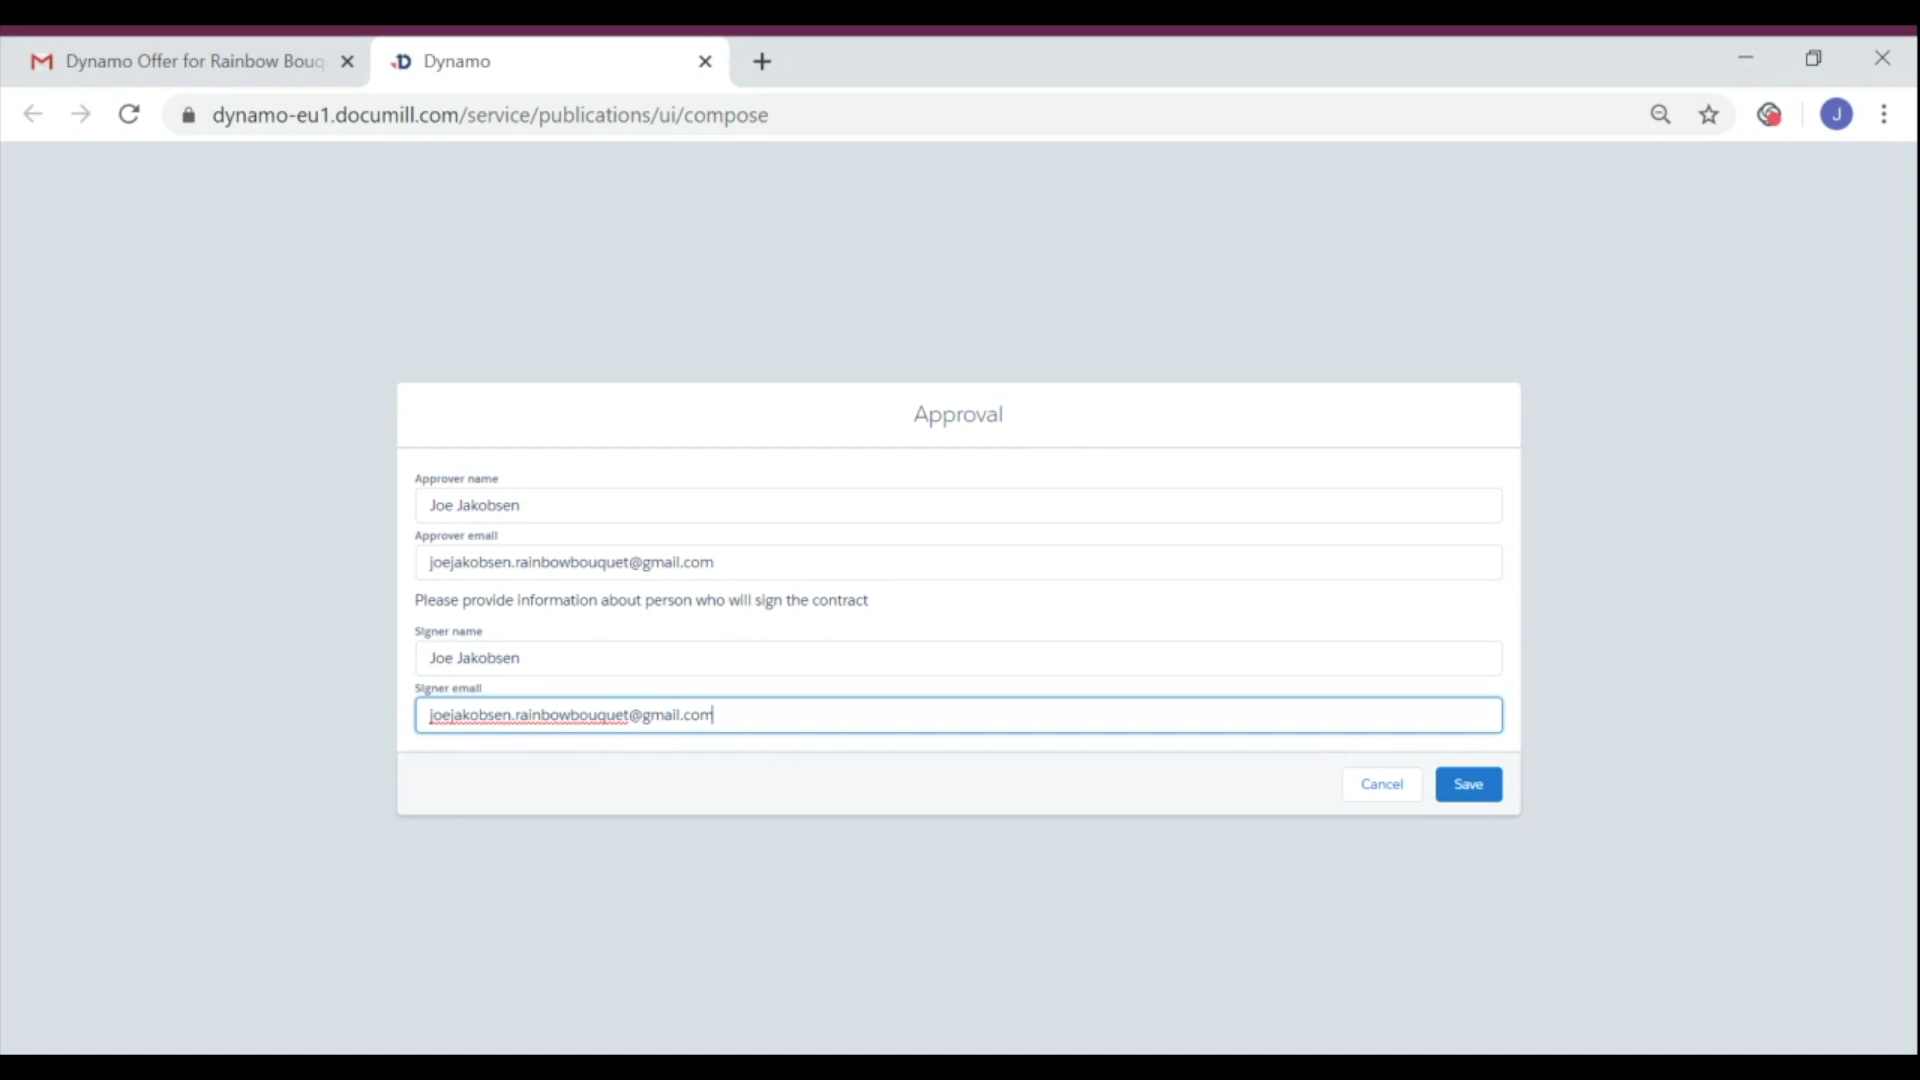 Dynamo Offer for Rainbow Bouq
Dynamo
dynamo-eu1.documill.com/service/publications/ui/compose
J
Approval
Approver name
Joe Jakobsen
Approver email
joejakobsen.rainbowbouquet@gmail.com
Please provide information about person who will sign the contract
Signer name
Joe Jakobsen
Signer email
joejakobsen.rainbowbouquet@gmail.com
Cancel
Save